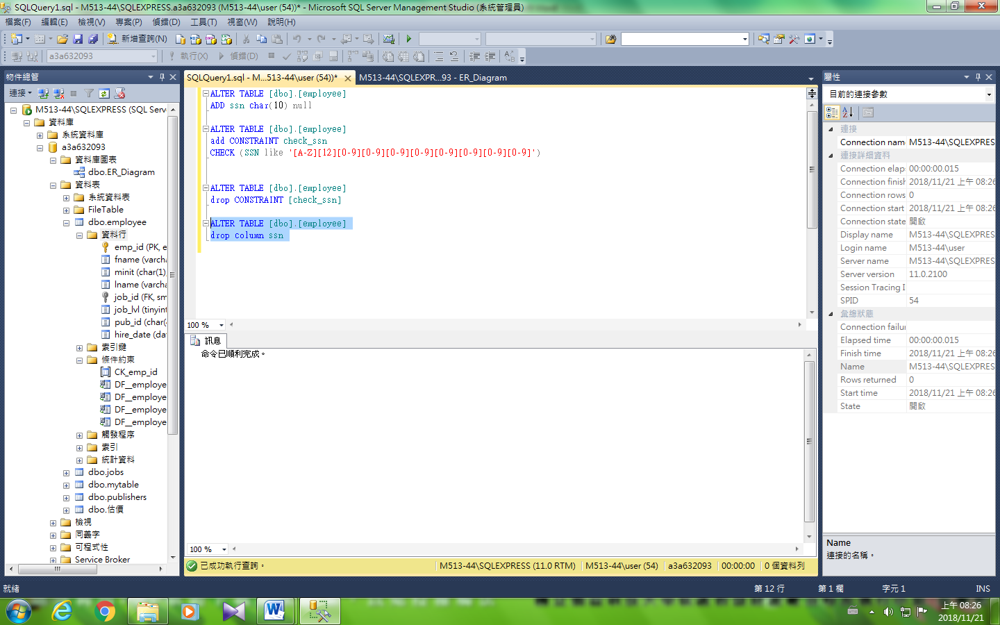 SQLQuery1.sql - M513-44\SQLEXPRESS.a3a632093 (M513-44\user (54))* - Microsoft SQL Server Management Studio (系統管理員)
檔案(F) 編輯(E) 檢視(V) 專案(P) 偵錯(D) 工具(T) 視窗(W) 說明(H)
新增查詢(N)
a3a632093 執行(X) 偵錯(D)
物件總管
連接
M513-44\SQLEXPRESS (SQL Serv
資料庫
系統資料庫
a3a632093
資料庫圖表
dbo.ER_Diagram
資料表
系統資料表
FileTable
dbo.employee
資料行
emp_id (PK, e
fname (varcha
minit (char(1)
lname (varcha
job_id (FK, sm
job_lvl (tinyint
pub_id (char(
hire_date (da
索引鍵
條件約束
CK_emp_id
DF__employe
DF__employe
DF__employe
DF__employe
觸發程序
索引
統計資料
dbo.jobs
dbo.mytable
dbo.publishers
dbo.估價
檢視
同義字
可程式性
Service Broker
SQLQuery1.sql - M...513-44\user (54))* M513-44\SQLEXPR...93 - ER_Diagram
ALTER TABLE [dbo].[employee]
ADD ssn char(10) null
ALTER TABLE [dbo].[employee]
add CONSTRAINT check_ssn
CHECK (SSN like '[A-Z][12][0-9][0-9][0-9][0-9][0-9][0-9][0-9][0-9]')
ALTER TABLE [dbo].[employee]
drop CONSTRAINT [check_ssn]
ALTER TABLE [dbo].[employee]
drop column ssn
100 %
訊息
命令已順利完成。
100 %
已成功執行查詢。 M513-44\SQLEXPRESS (11.0 RTM) M513-44\user (54) a3a632093 00:00:00 0 個資料列
屬性
目前的連接參數
連接
Connection nam M513-44\SQLEXPRESS
連接詳細資料
Connection elap 00:00:00.015
Connection finish 2018/11/21 上午 08:26
Connection rows 0
Connection start 2018/11/21 上午 08:26
Connection state 開啟
Display name M513-44\SQLEXPRESS
Login name M513-44\user
Server name M513-44\SQLEXPRESS
Server version 11.0.2100
Session Tracing I
SPID 54
彙總狀態
Connection failur
Elapsed time 00:00:00.015
Finish time 2018/11/21 上午 08:26
Name M513-44\SQLEXPRESS
Rows returned 0
Start time 2018/11/21 上午 08:26
State 開啟
Name
連接的名稱。
就緒 第 12 行 第 1 欄 字元 1 INS
上午 08:26
2018/11/21